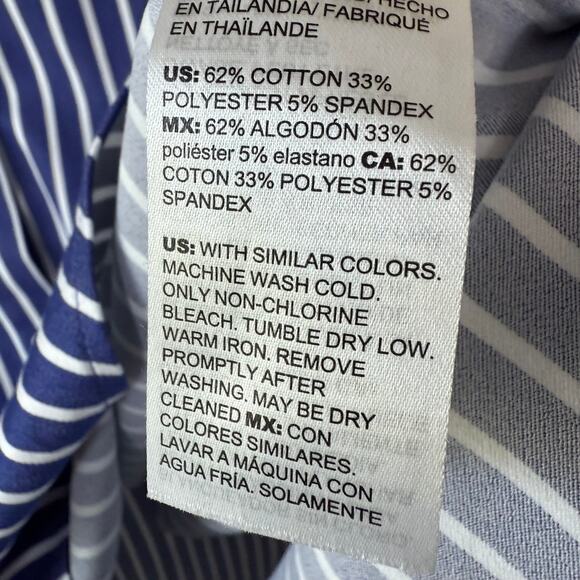 HECHO
EN TAILANDIA/ FABRIQUÉ
EN THAÏLANDE
US: 62% COTTON 33%
POLYESTER 5% SPANDEX
MX: 62% ALGODÓN 33%
poliéster 5% elastano CA: 62%
COTON 33% POLYESTER 5%
SPANDEX
US: WITH SIMILAR COLORS.
MACHINE WASH COLD.
ONLY NON-CHLORINE
BLEACH. TUMBLE DRY LOW.
WARM IRON. REMOVE
PROMPTLY AFTER
WASHING. MAY BE DRY
CLEANED MX: CON
COLORES SIMILARES.
LAVAR A MÁQUINA CON
AGUA FRÍA. SOLAMENTE